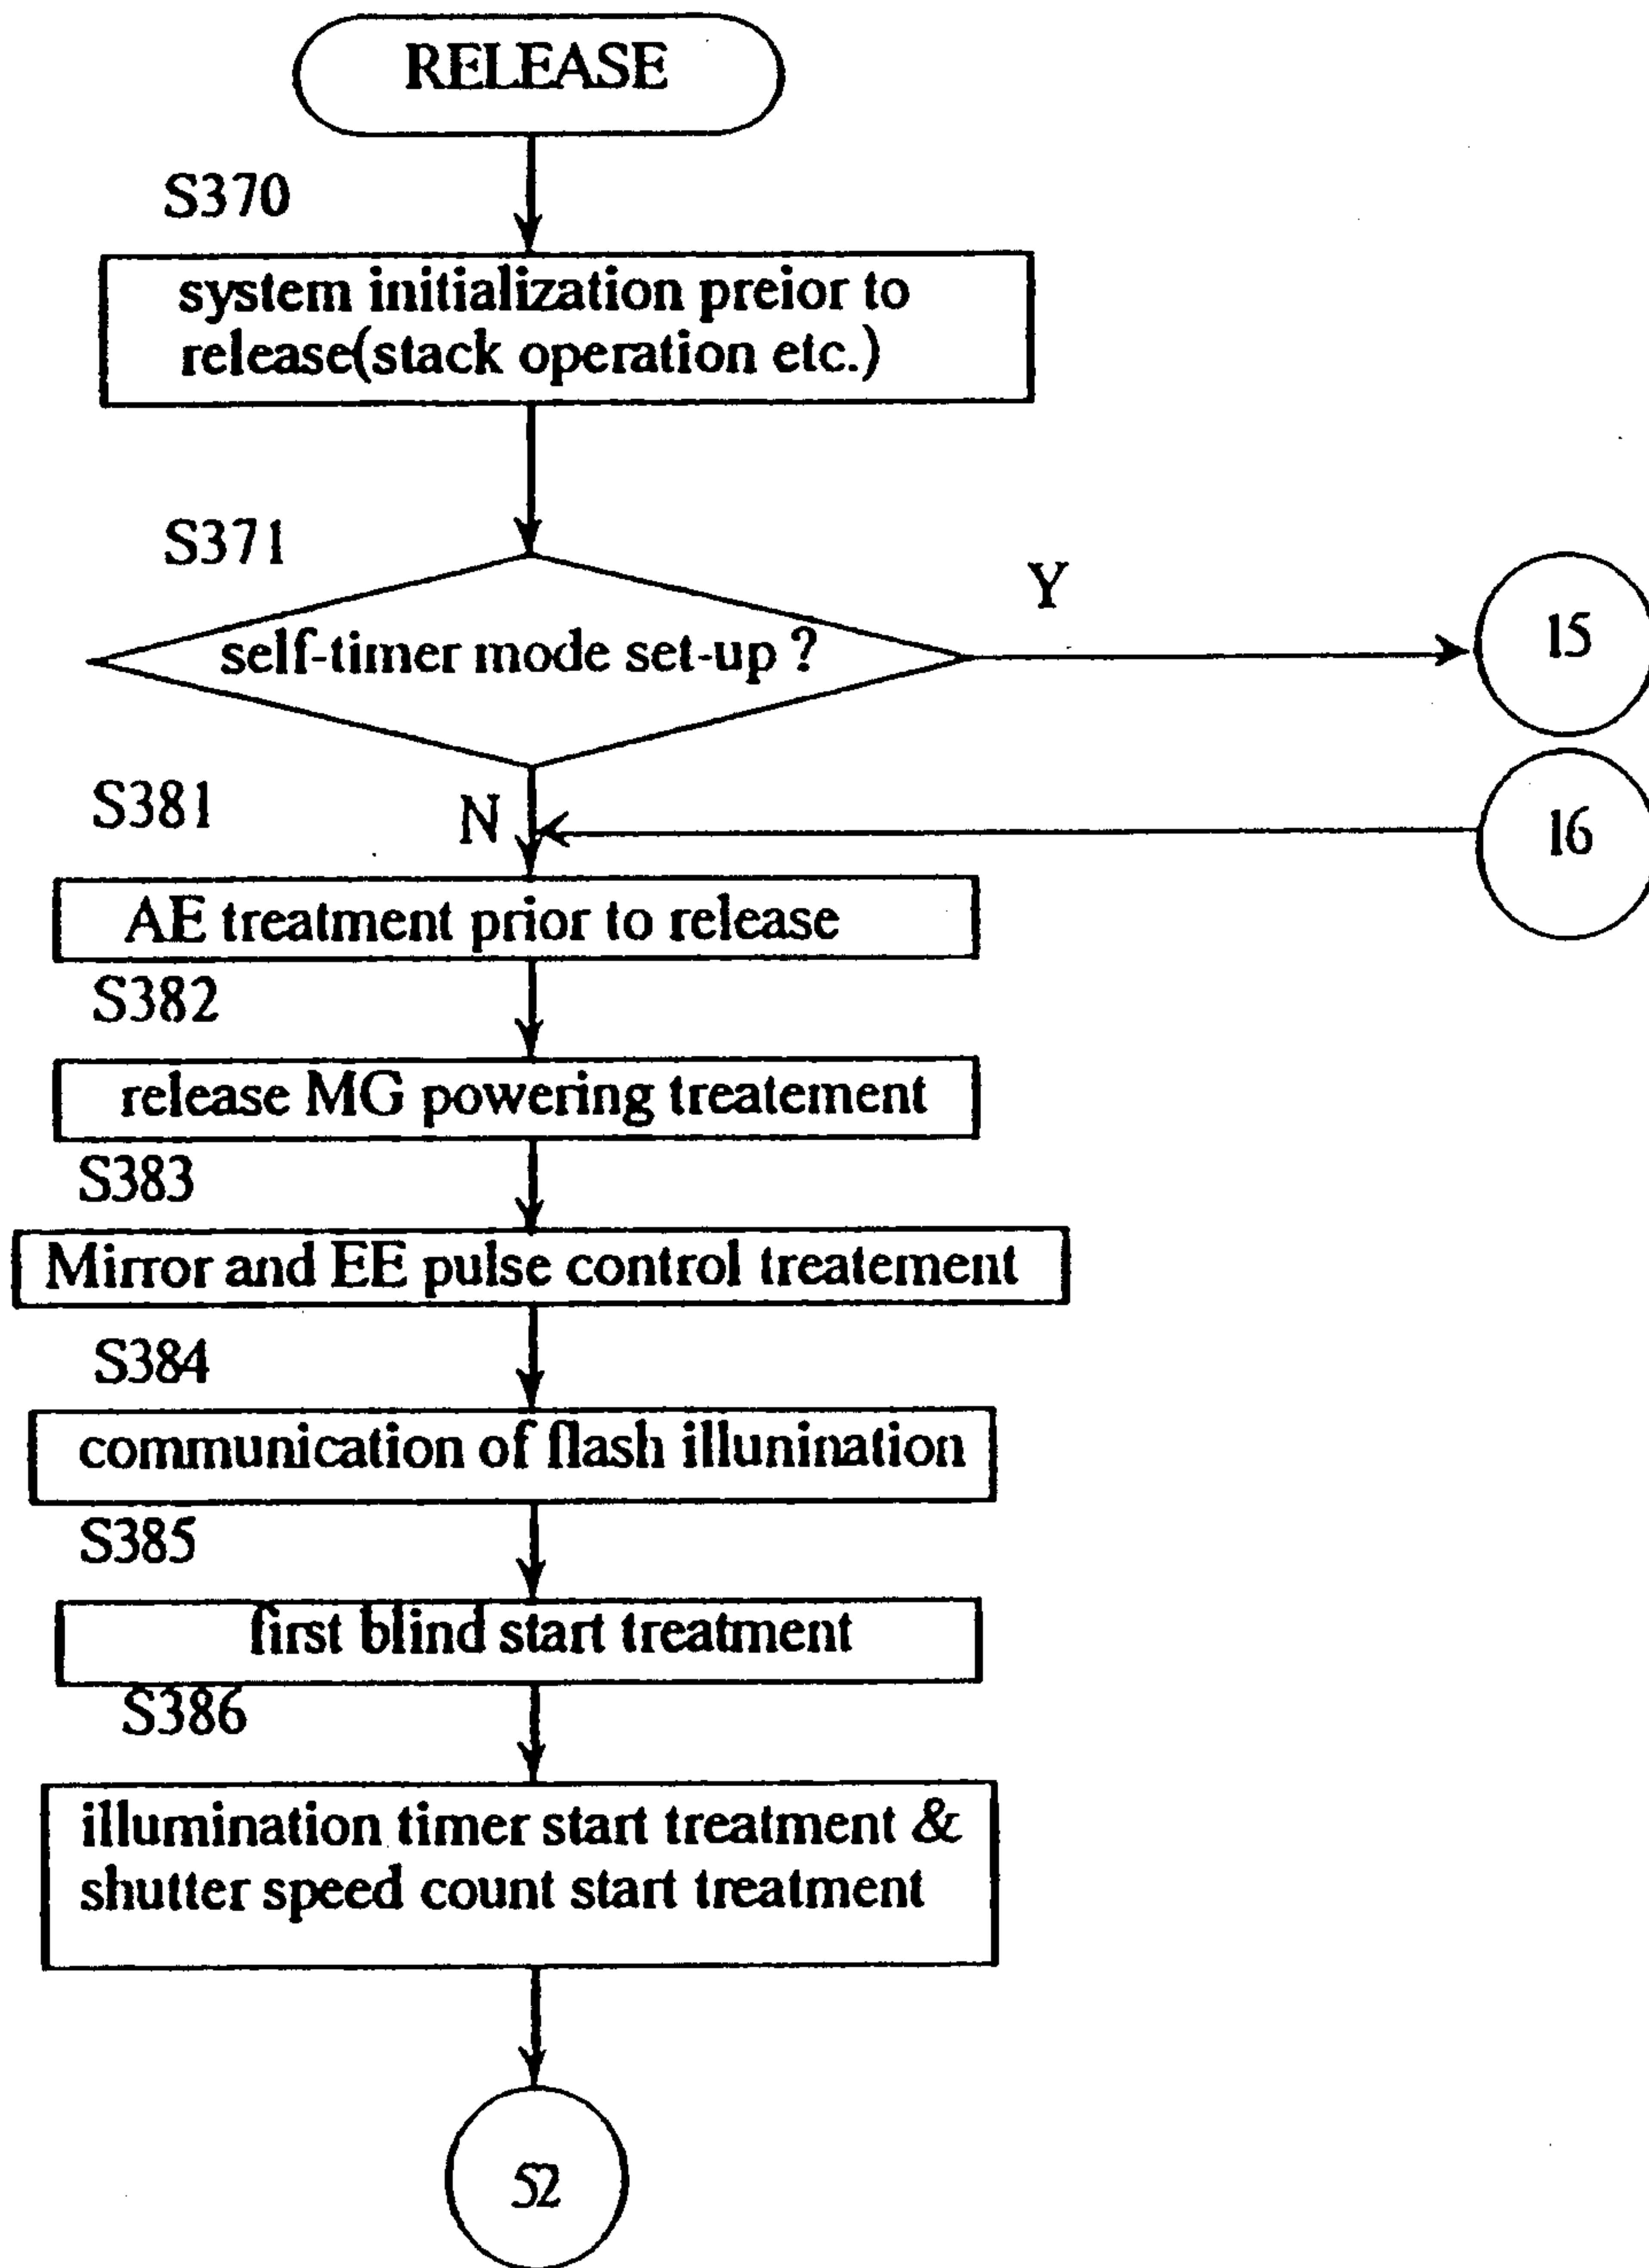 RELEASE
S370
system initialization preior to
release(stack operation etc.)
S371
self-timer mode set-up ?
Y
15
S381
N
16
AE treatment prior to release
S382
release MG powering treatement
S383
Mirror and EE pulse control treatement
S384
communication of flash illunination
S385
first blind start treatment
S386
illumination timer start treatment &
shutter speed count start treatment
52